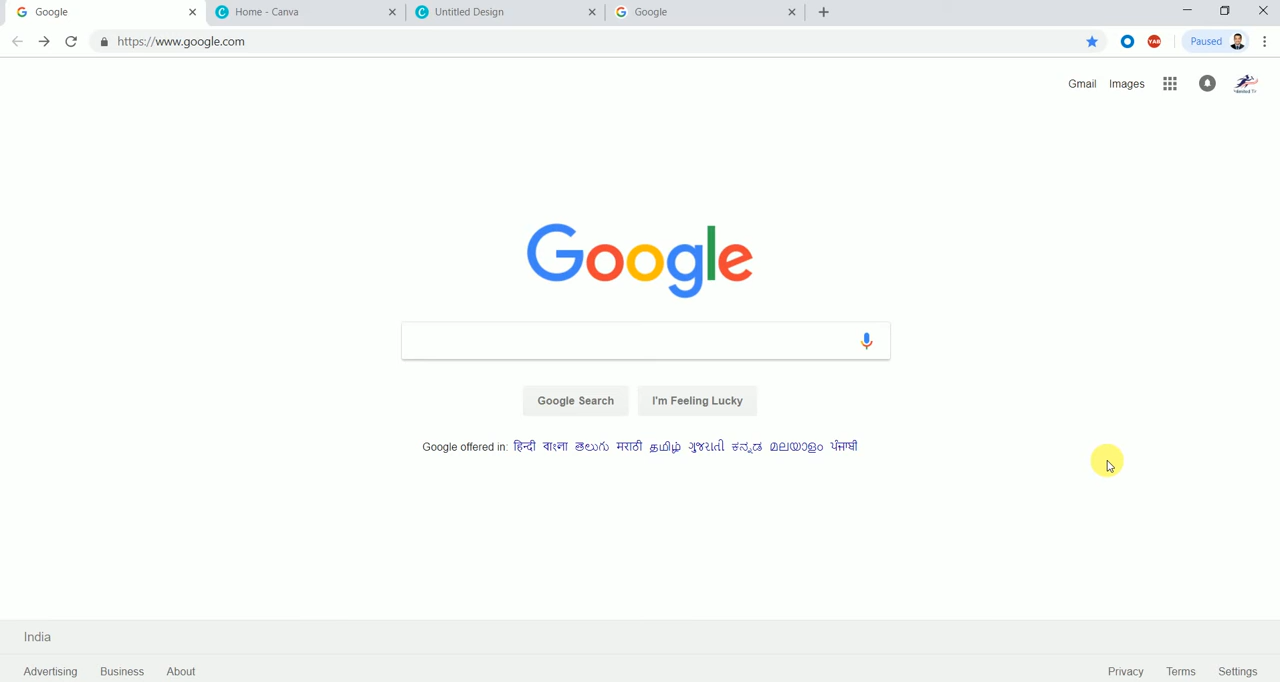 Google
Home - Canva
Untitled Design
Google
https://www.google.com
Paused
Gmail Images
Google
Google Search
I'm Feeling Lucky
Google offered in: हिन्दी বাংলা తెలుగు मराठी தமிழ் ગુજરાતી ಕನ್ನಡ മലയാളം ਪੰਜਾਬੀ
India
Advertising Business About
Privacy Terms Settings